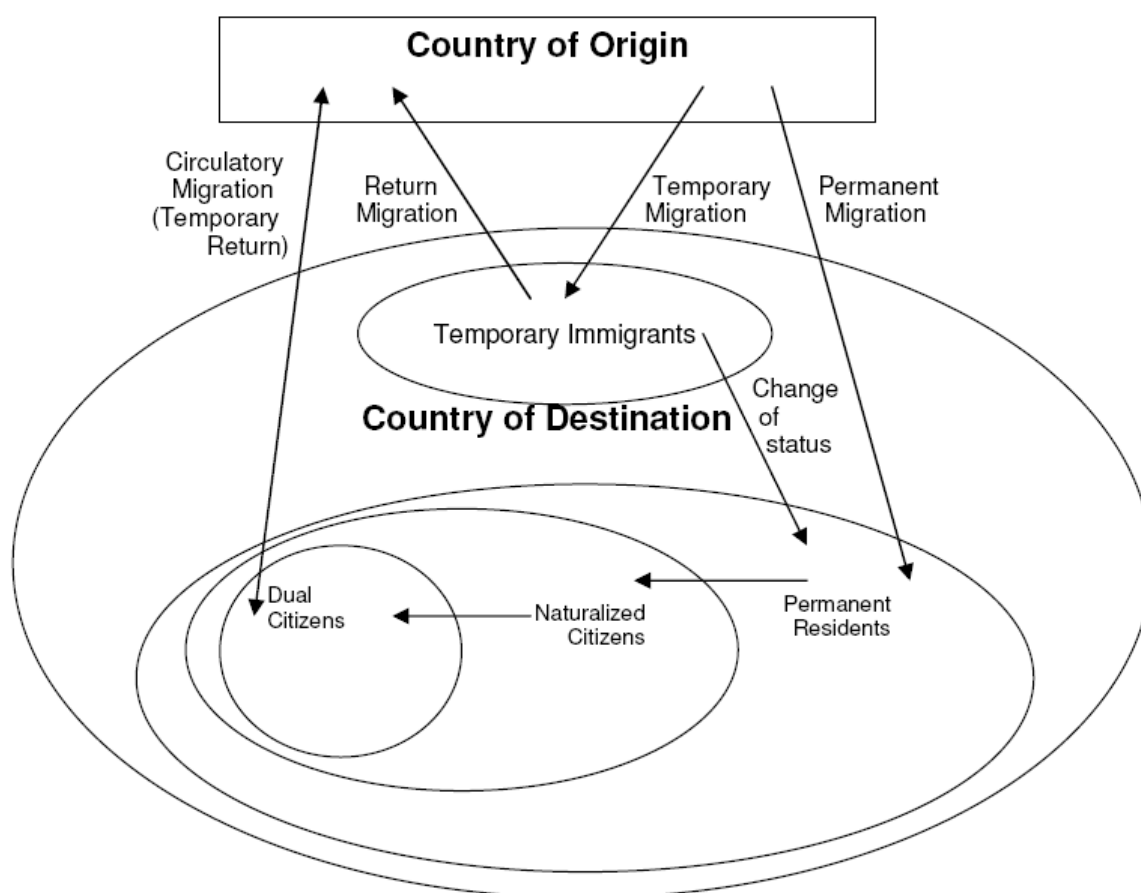 Country of Origin
Circulatory
Migration
(Temporary
Return)
Return
Migration
Temporary
Migration
Permanent
Migration
Temporary Immigrants
Change
of
status
Country of Destination
Dual
Citizens
Naturalized
Citizens
Permanent
Residents